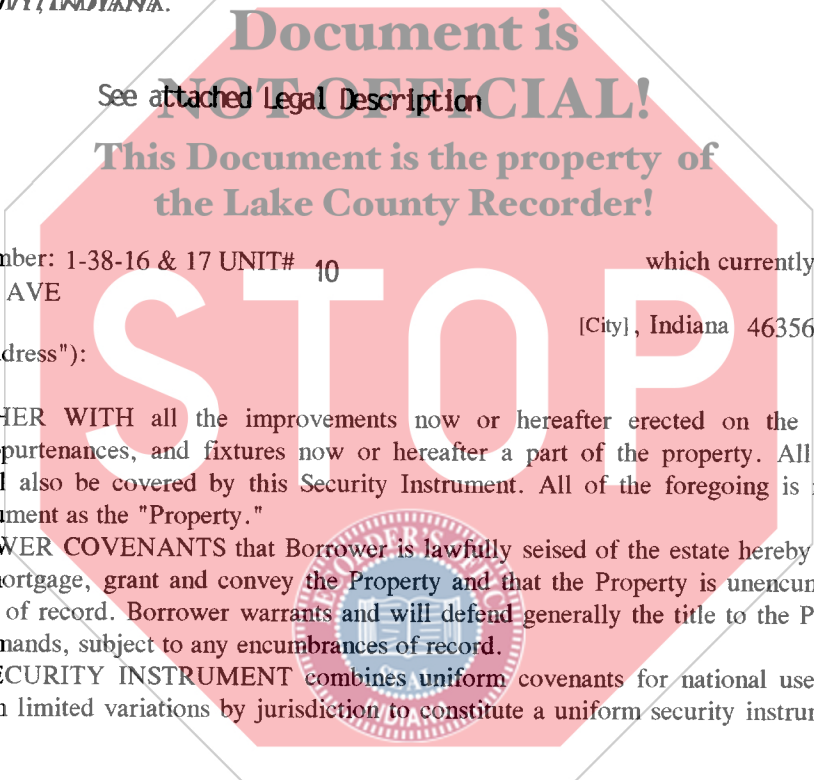 INDIANA.
Document is
NOT OFFICIAL!
See attached Legal Description
This Document is the property of
the Lake County Recorder!
mber: 1-38-16 & 17 UNIT# 10 which currently
AVE
[City], Indiana 46356
dress"):
STOP
HER WITH all the improvements now or hereafter erected on the
purtenances, and fixtures now or hereafter a part of the property. All
l also be covered by this Security Instrument. All of the foregoing is
ument as the "Property."
WER COVENANTS that Borrower is lawfully seised of the estate hereby
ortgage, grant and convey the Property and that the Property is unencum
of record. Borrower warrants and will defend generally the title to the P
mands, subject to any encumbrances of record.
ECURITY INSTRUMENT combines uniform covenants for national use
limited variations by jurisdiction to constitute a uniform security instru
RECORDER'S OFFICE
SEAL
INDIANA